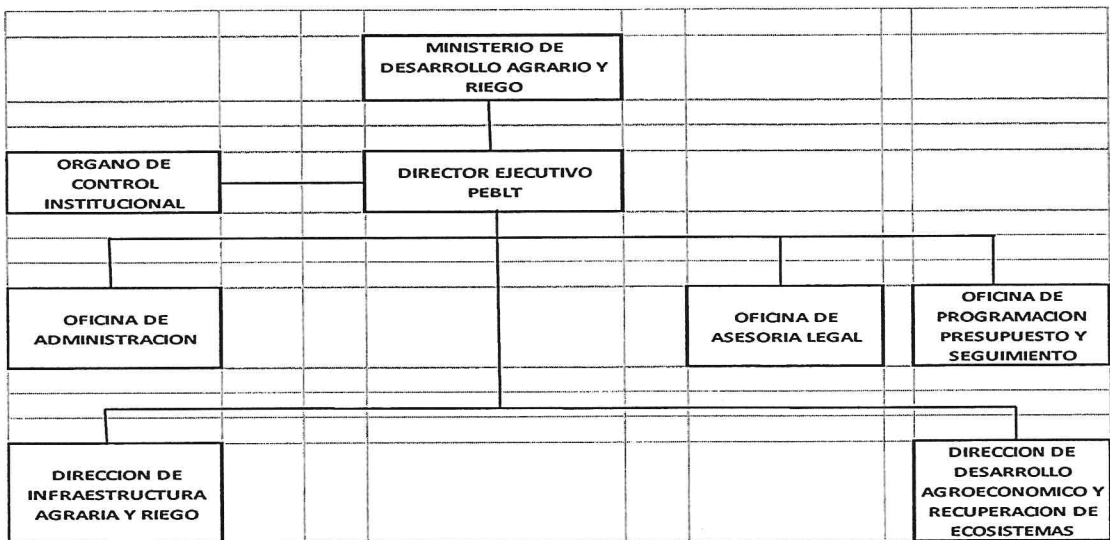 MINISTERIO DE
DESARROLLO AGRARIO Y
RIEGO
ORGANO DE
CONTROL
INSTITUCIONAL
DIRECTOR EJECUTIVO
PEBLT
OFICINA DE
ADMINISTRACION
OFICINA DE
ASESORIA LEGAL
OFICINA DE
PROGRAMACION
PRESUPUESTO Y
SEGUIMIENTO
DIRECCION DE
INFRAESTRUCTURA
AGRARIA Y RIEGO
DIRECCION DE
DESARROLLO
AGROECONOMICO Y
RECUPERACION DE
ECOSISTEMAS